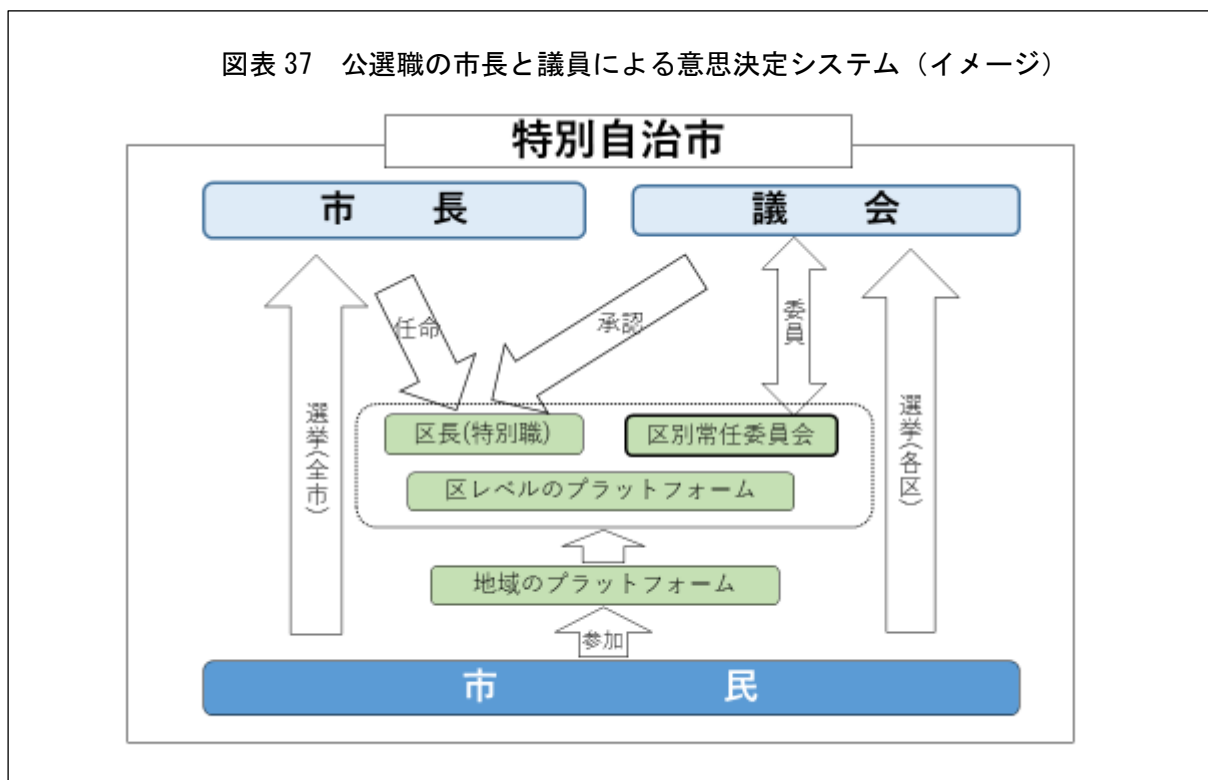 図表 37 公選職の市長と議員による意思決定システム（イメージ）
特別自治市
市　　長
議　　会
任命
承認
委員
選挙(全市)
選挙(各区)
区長(特別職)
区別常任委員会
区レベルのプラットフォーム
地域のプラットフォーム
参加
市　　民